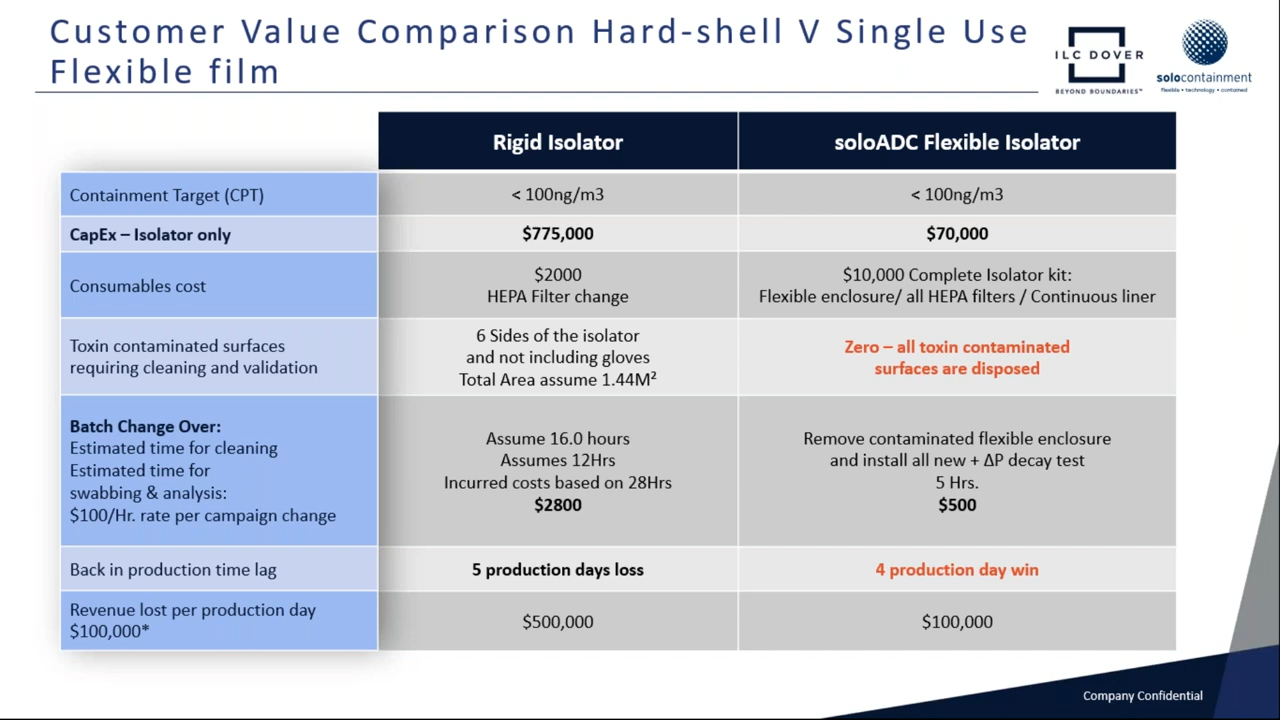 Customer Value Comparison Hard-shell V Single Use
Flexible film
ILC DOVER
BEYOND BOUNDARIES™
solocontainment
flexible • technology • contained
Rigid Isolator
soloADC Flexible Isolator
Containment Target (CPT)
< 100ng/m3
< 100ng/m3
CapEx – Isolator only
$775,000
$70,000
Consumables cost
$2000
HEPA Filter change
$10,000 Complete Isolator kit:
Flexible enclosure/ all HEPA filters / Continuous liner
Toxin contaminated surfaces
requiring cleaning and validation
6 Sides of the isolator
and not including gloves
Total Area assume 1.44M²
Zero – all toxin contaminated
surfaces are disposed
Batch Change Over:
Estimated time for cleaning
Estimated time for
swabbing & analysis:
$100/Hr. rate per campaign change
Assume 16.0 hours
Assumes 12Hrs
Incurred costs based on 28Hrs
$2800
Remove contaminated flexible enclosure
and install all new + ΔP decay test
5 Hrs.
$500
Back in production time lag
5 production days loss
4 production day win
Revenue lost per production day
$100,000*
$500,000
$100,000
Company Confidential